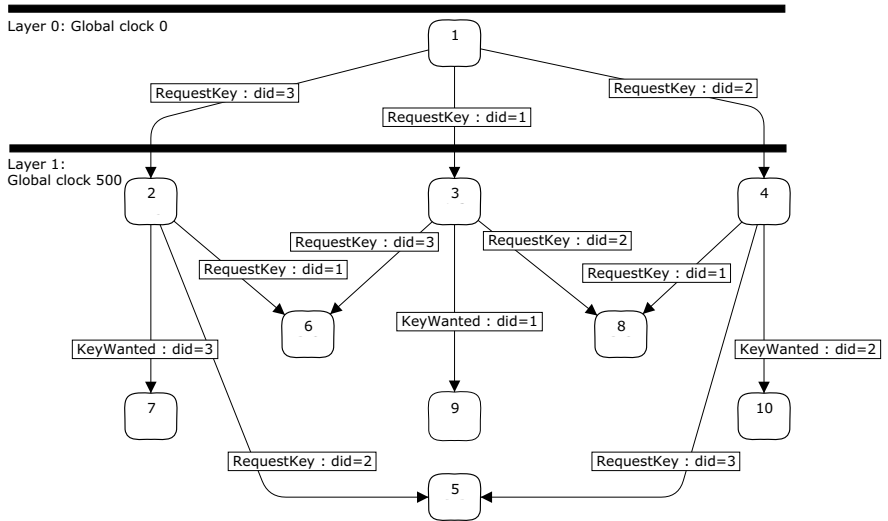 Layer 0: Global clock 0
1
RequestKey : did=3
RequestKey : did=1
RequestKey : did=2
Layer 1:
Global clock 500
2
3
4
RequestKey : did=3
RequestKey : did=2
RequestKey : did=1
RequestKey : did=1
6
8
KeyWanted : did=3
KeyWanted : did=1
KeyWanted : did=2
7
9
10
RequestKey : did=2
RequestKey : did=3
5